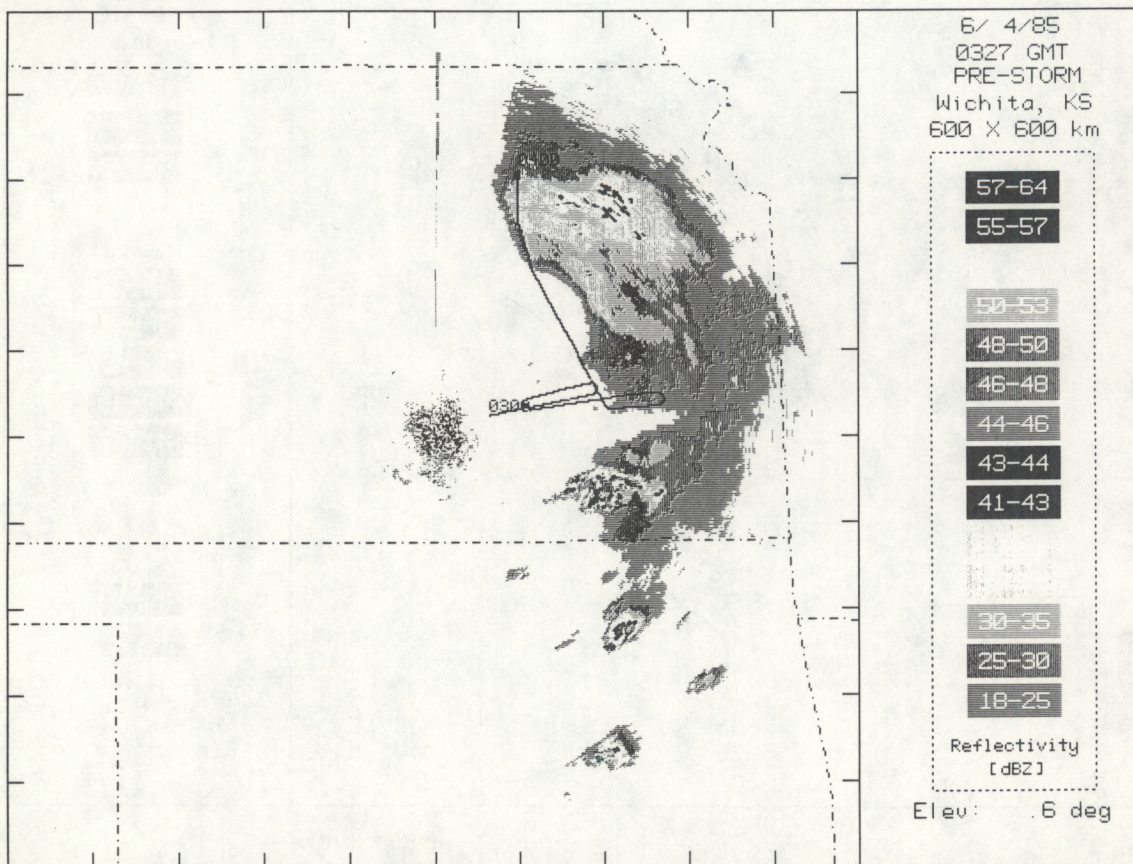 6/ 4/85
0327 GMT
PRE-STORM
Wichita, KS
600 X 600 km
57-64
55-57
50-53
48-50
46-48
44-46
43-44
41-43
30-35
25-30
18-25
Reflectivity
[dBZ]
Elev: .6 deg